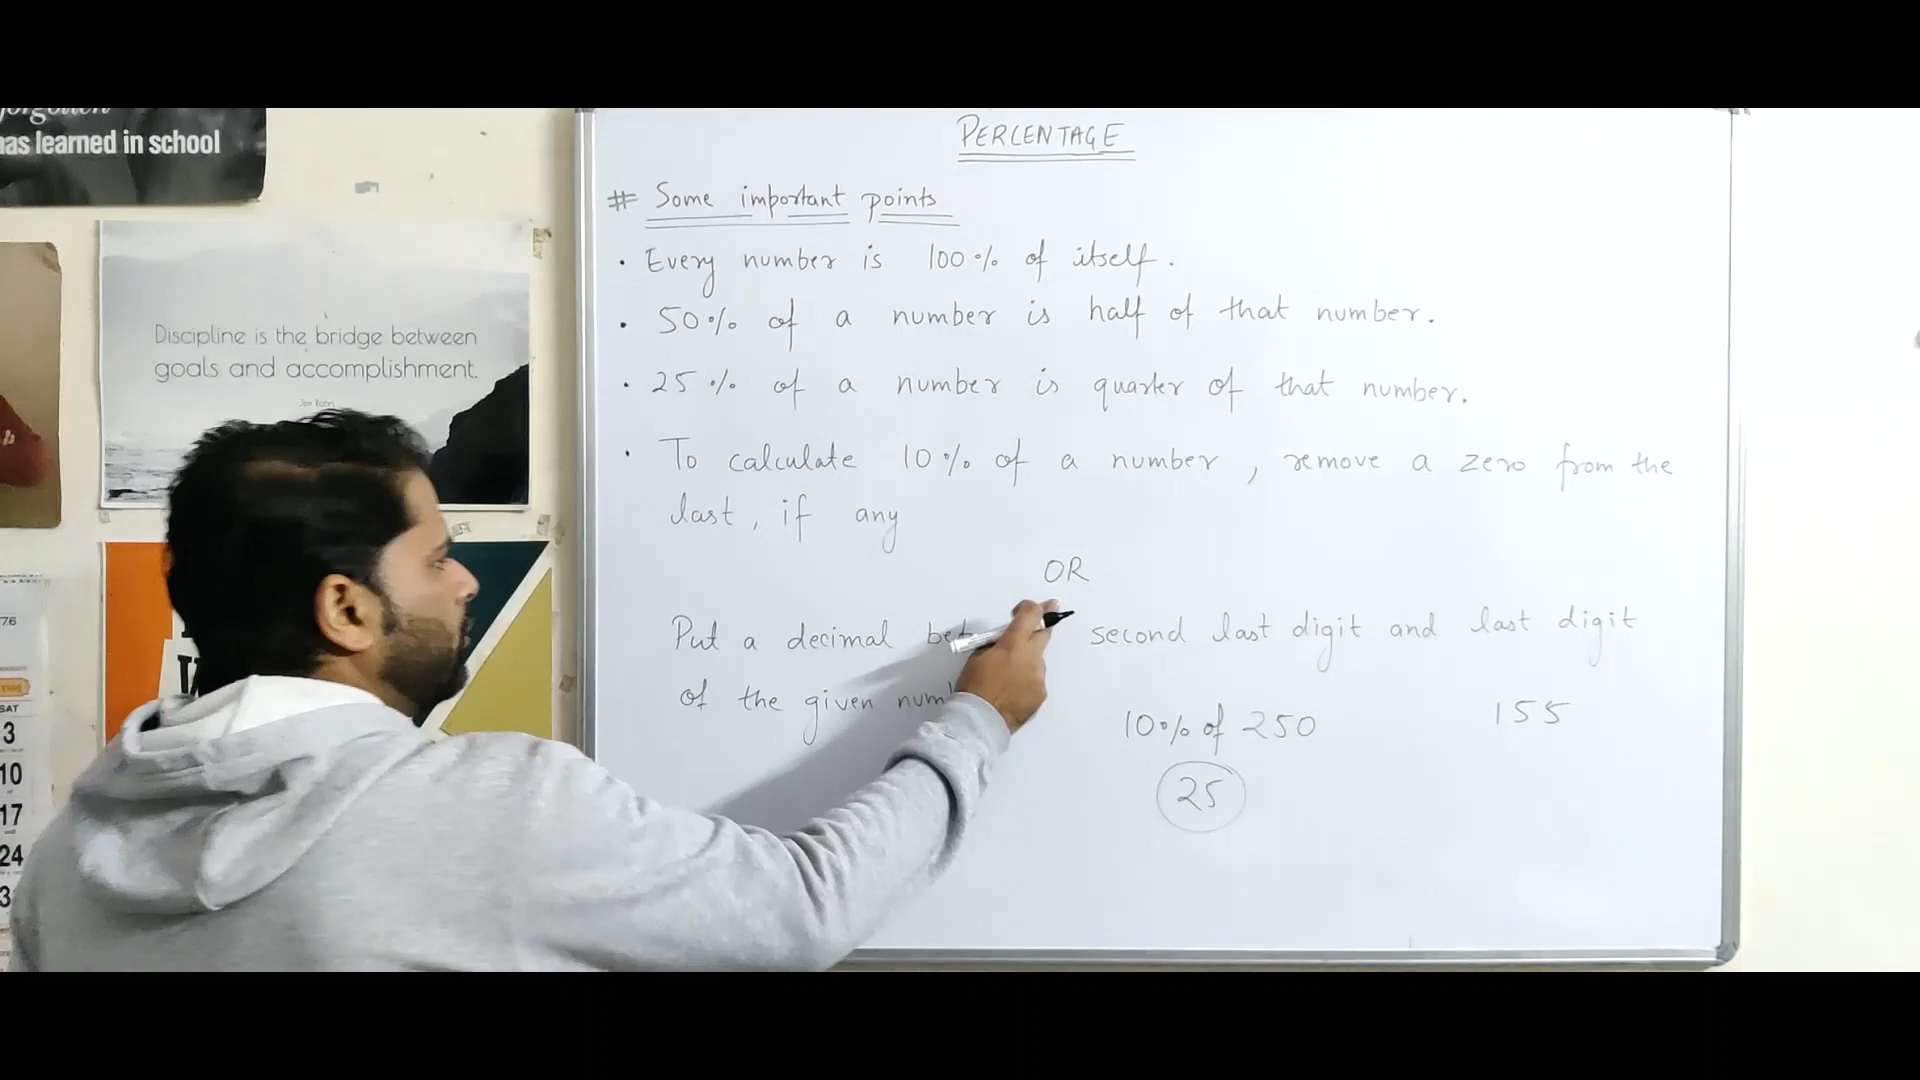 forgotten
has learned in school
Discipline is the bridge between
goals and accomplishment.
Jim Rohn
76
SAT
3
10
17
24
3
PERCENTAGE
# Some important points
. Every number is 100% of itself.
. 50% of a number is half of that number.
. 25% of a number is quarter of that number.
. To calculate 10% of a number, remove a zero from the
last, if any
OR
Put a decimal bet second last digit and last digit
of the given num
10% of 250 155
25